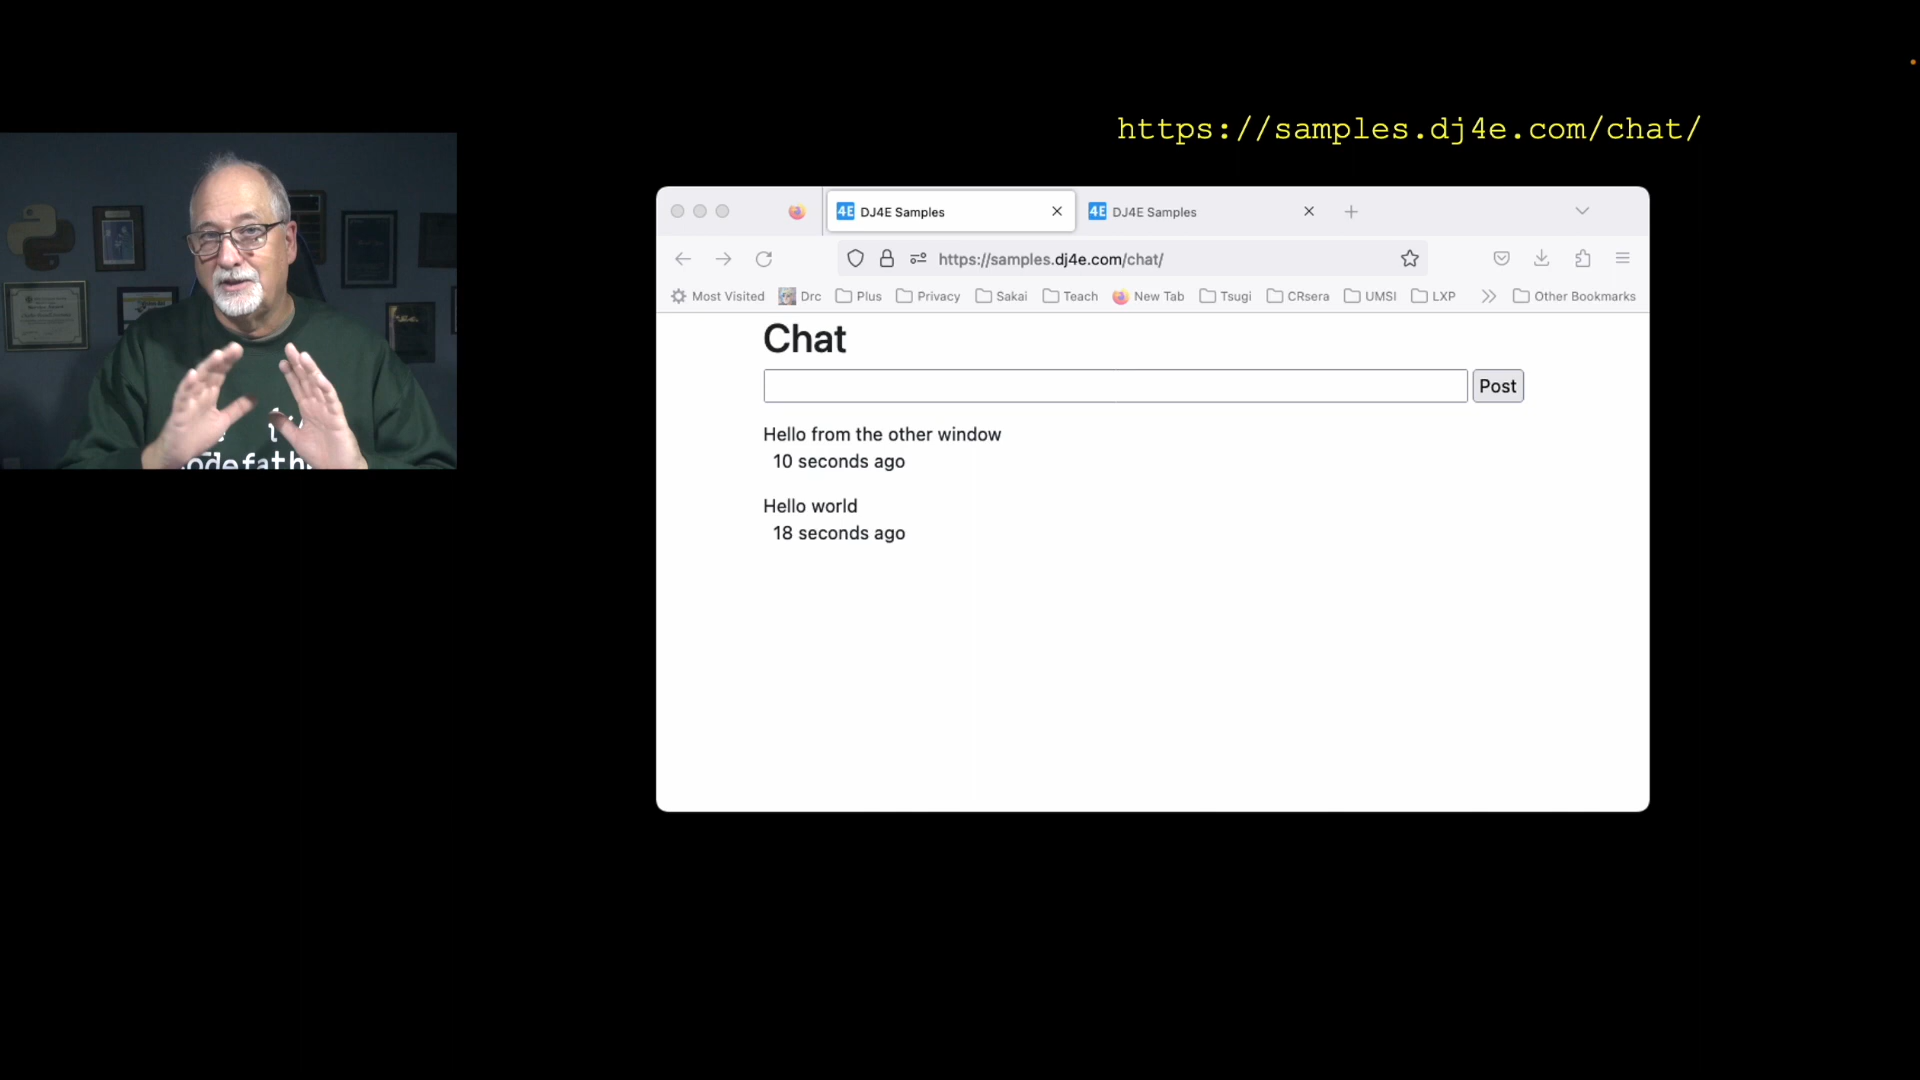 https://samples.dj4e.com/chat/
4E DJ4E Samples 4E DJ4E Samples
https://samples.dj4e.com/chat/
Most Visited Drc Plus Privacy Sakai Teach New Tab Tsugi CRsera UMSI LXP Other Bookmarks
Chat
Post
Hello from the other window
10 seconds ago
Hello world
18 seconds ago